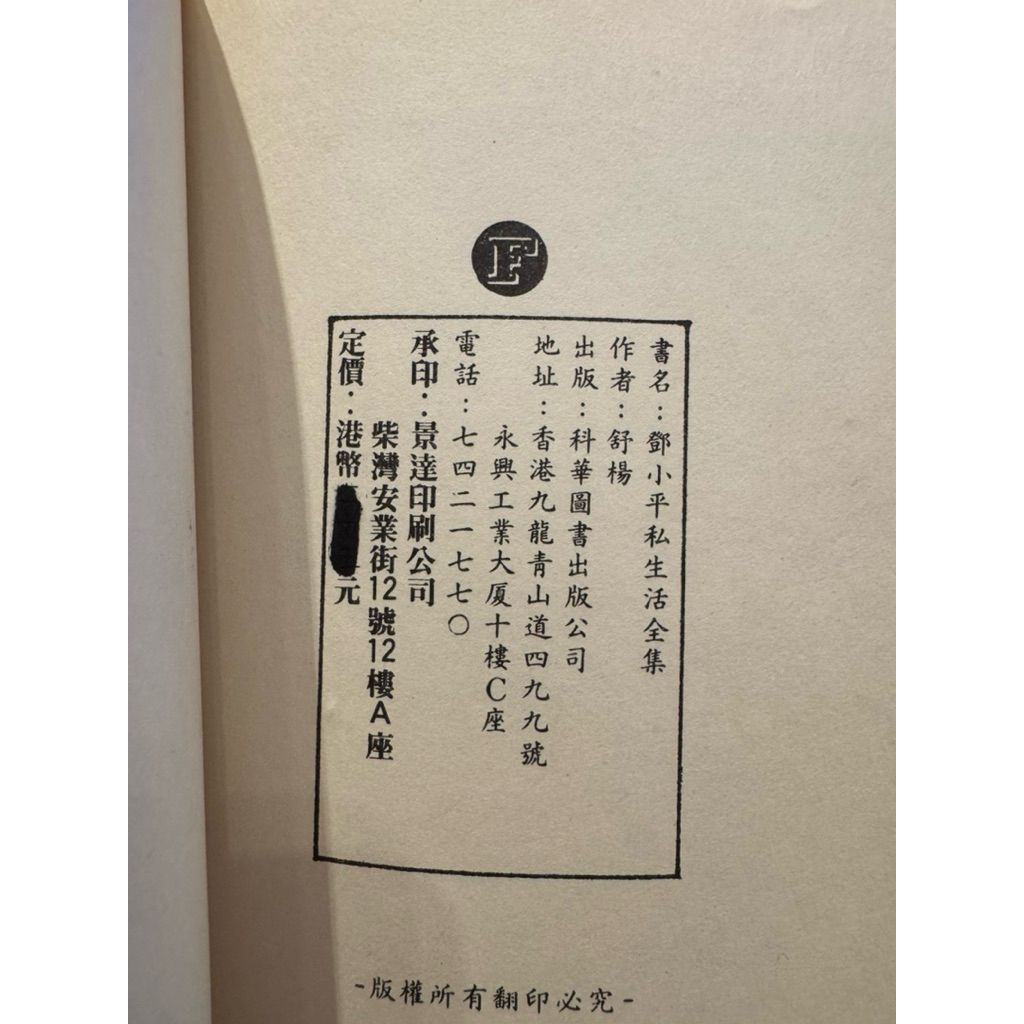 F
書名：鄧小平私生活全集
作者：舒楊
出版：科華圖書出版公司
地址：香港九龍青山道四九九號
永興工業大厦十樓C座
電話：七四二一七七〇
承印：景達印刷公司
柴灣安業街12號12樓A座
定價：港幣元
-版權所有翻印必究-